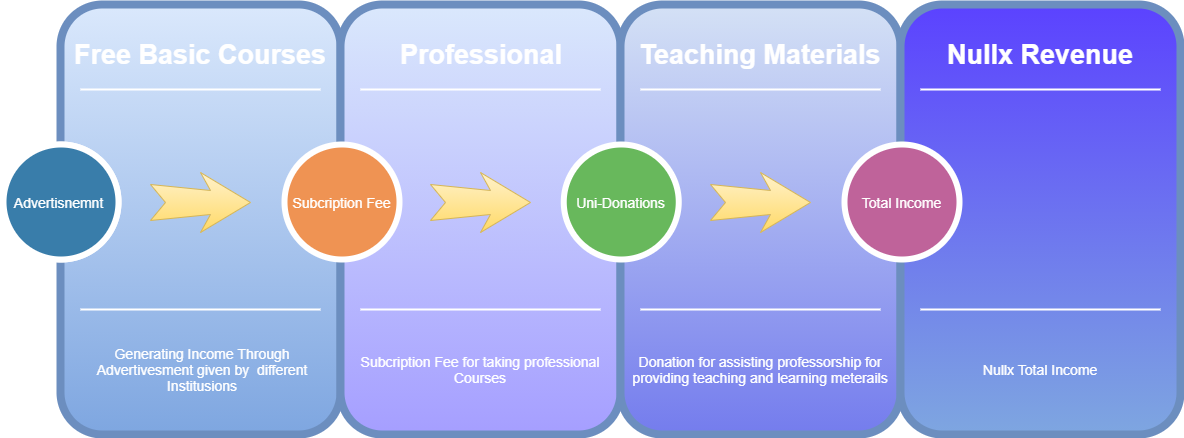 Free Basic Courses
Professional
Teaching Materials
Nullx Revenue
Advertisnemnt
Subcription Fee
Uni-Donations
Total Income
Generating Income Through
Advertivesment given by  different
Institusions
Subcription Fee for taking professional
Courses
Donation for assisting professorship for
providing teaching and learning meterails
Nullx Total Income